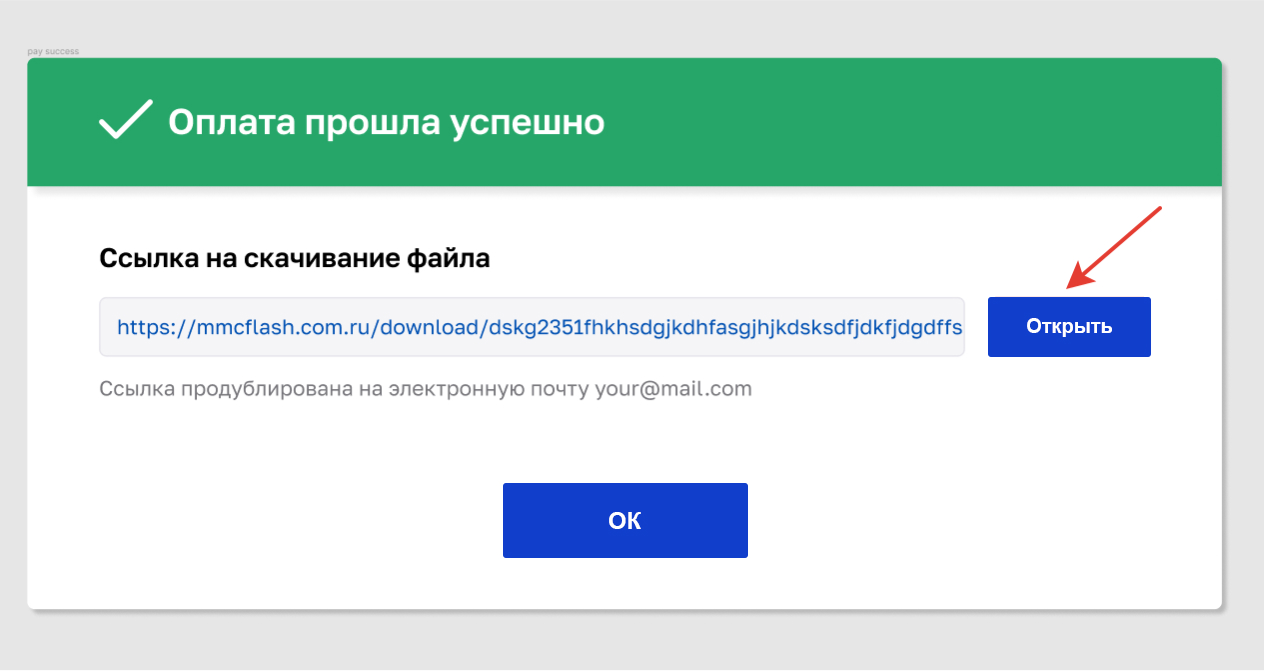 pay success
Оплата прошла успешно
Ссылка на скачивание файла
https://mmcflash.com.ru/download/dskg2351fhkhsdgjkdhfasgjhjkdsksdfjdkfjdgdffs
Открыть
Ссылка продублирована на электронную почту your@mail.com
ОК